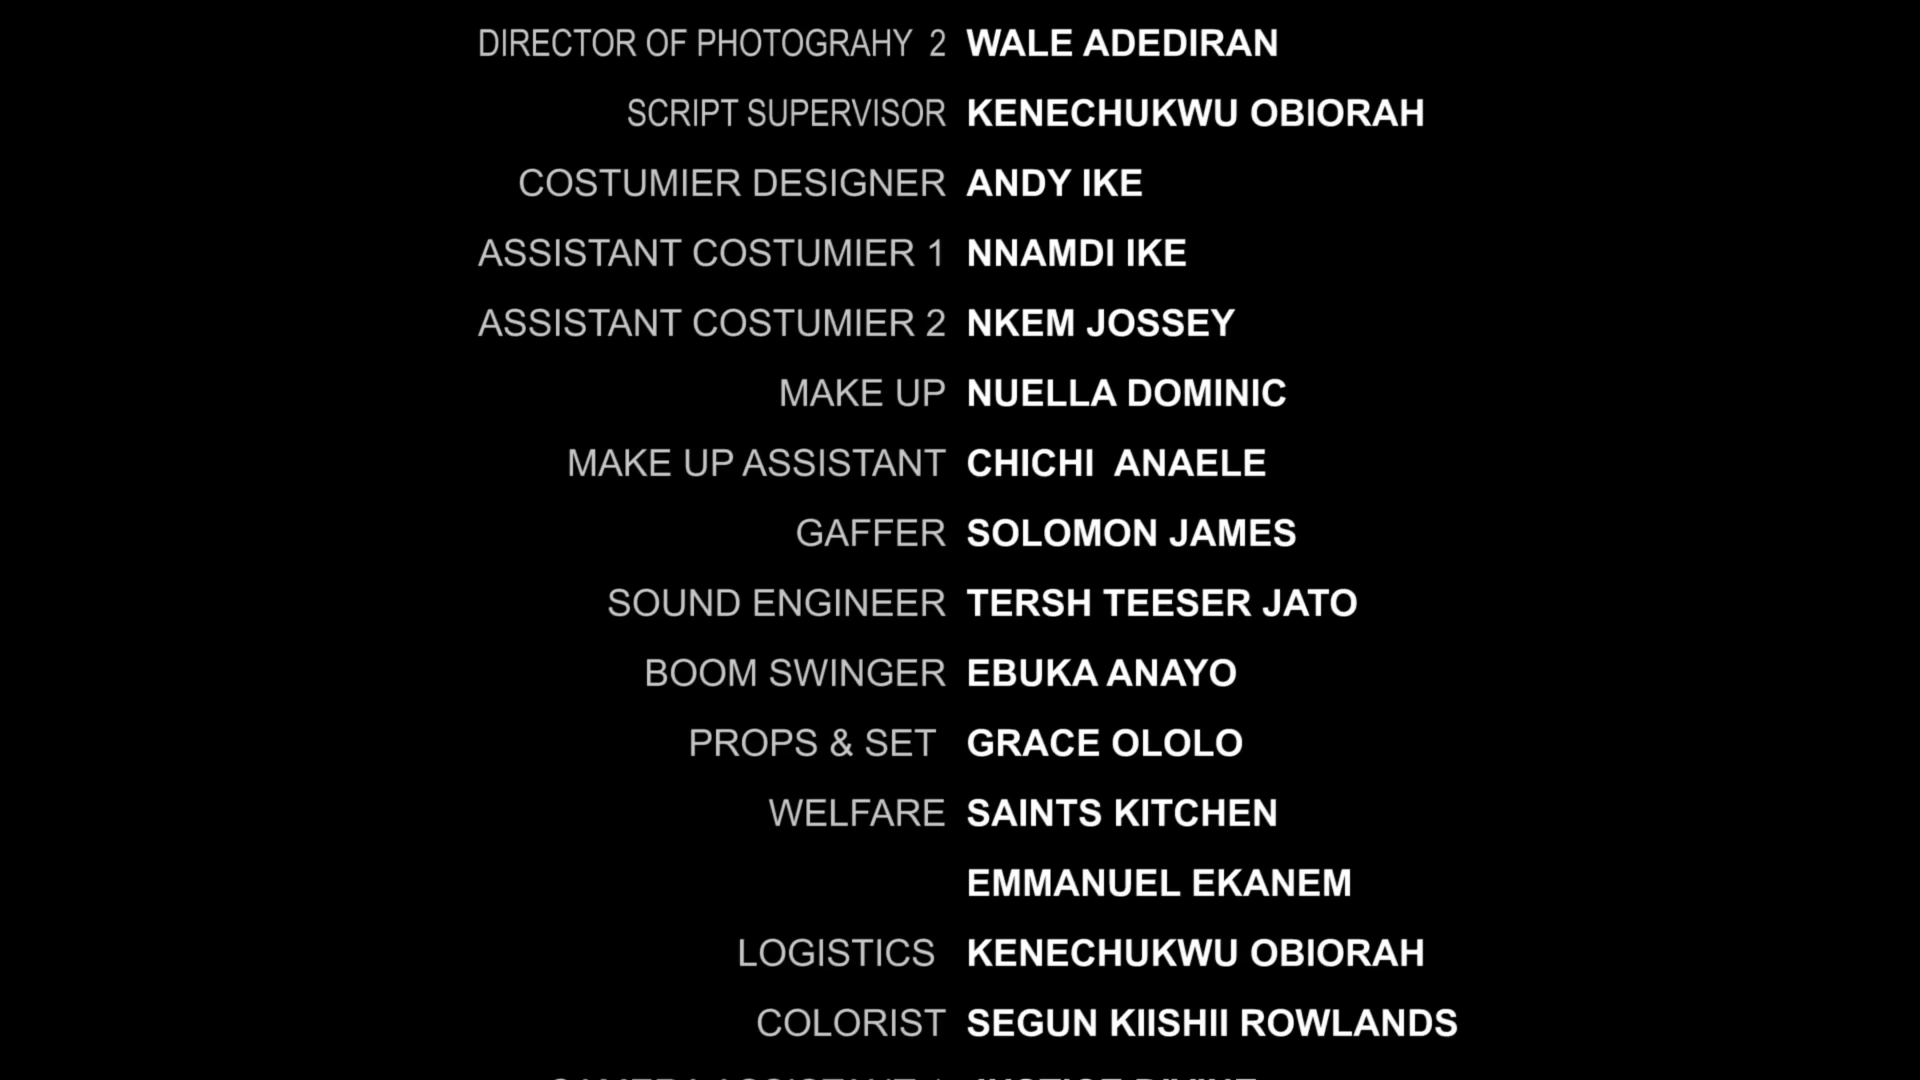 DIRECTOR OF PHOTOGRAHY 2 WALE ADEDIRAN
SCRIPT SUPERVISOR KENECHUKWU OBIORAH
COSTUMIER DESIGNER ANDY IKE
ASSISTANT COSTUMIER 1 NNAMDI IKE
ASSISTANT COSTUMIER 2 NKEM JOSSEY
MAKE UP NUELLA DOMINIC
MAKE UP ASSISTANT CHICHI ANAELE
GAFFER SOLOMON JAMES
SOUND ENGINEER TERSH TEESER JATO
BOOM SWINGER EBUKA ANAYO
PROPS & SET GRACE OLOLO
WELFARE SAINTS KITCHEN
EMMANUEL EKANEM
LOGISTICS KENECHUKWU OBIORAH
COLORIST SEGUN KIISHII ROWLANDS